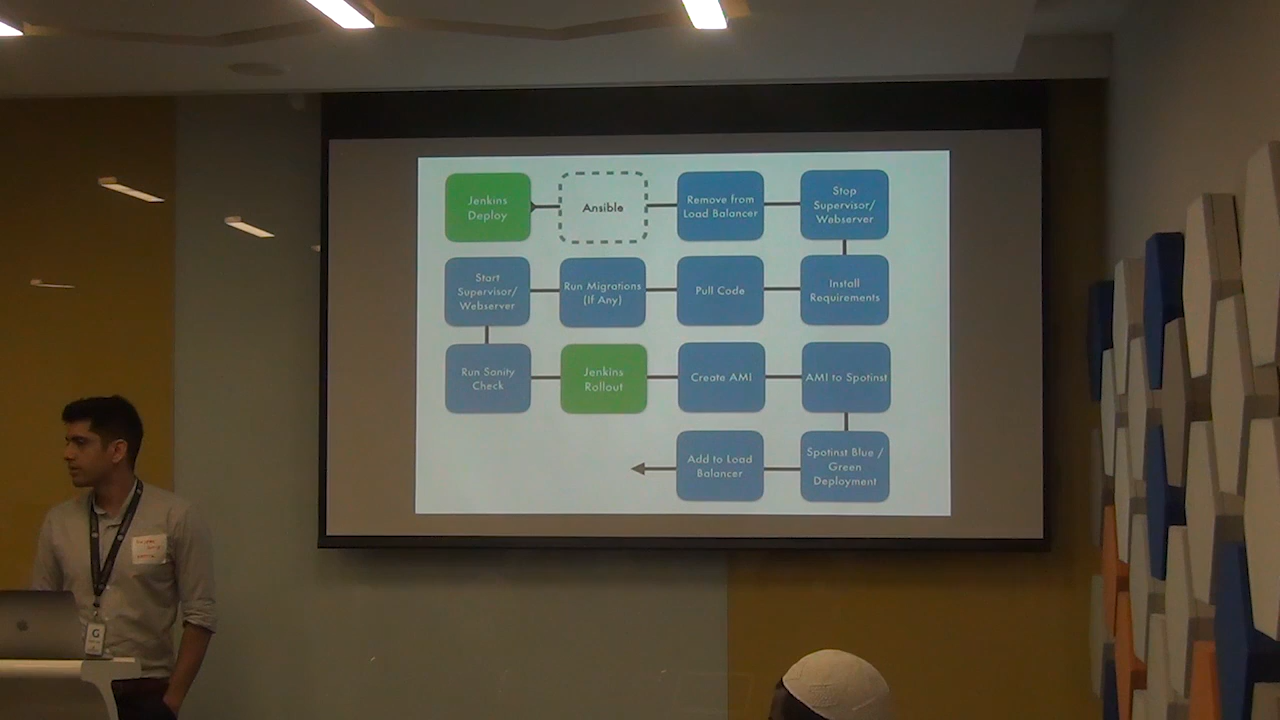 Jenkins
Deploy
Ansible
Remove from
Load Balancer
Stop
Supervisor/
Webserver
Start
Supervisor/
Webserver
Run Migrations
(If Any)
Pull Code
Install
Requirements
Run Sanity
Check
Jenkins
Rollout
Create AMI
AMI to Spotinst
Add to Load
Balancer
Spotinst Blue /
Green
Deployment
G